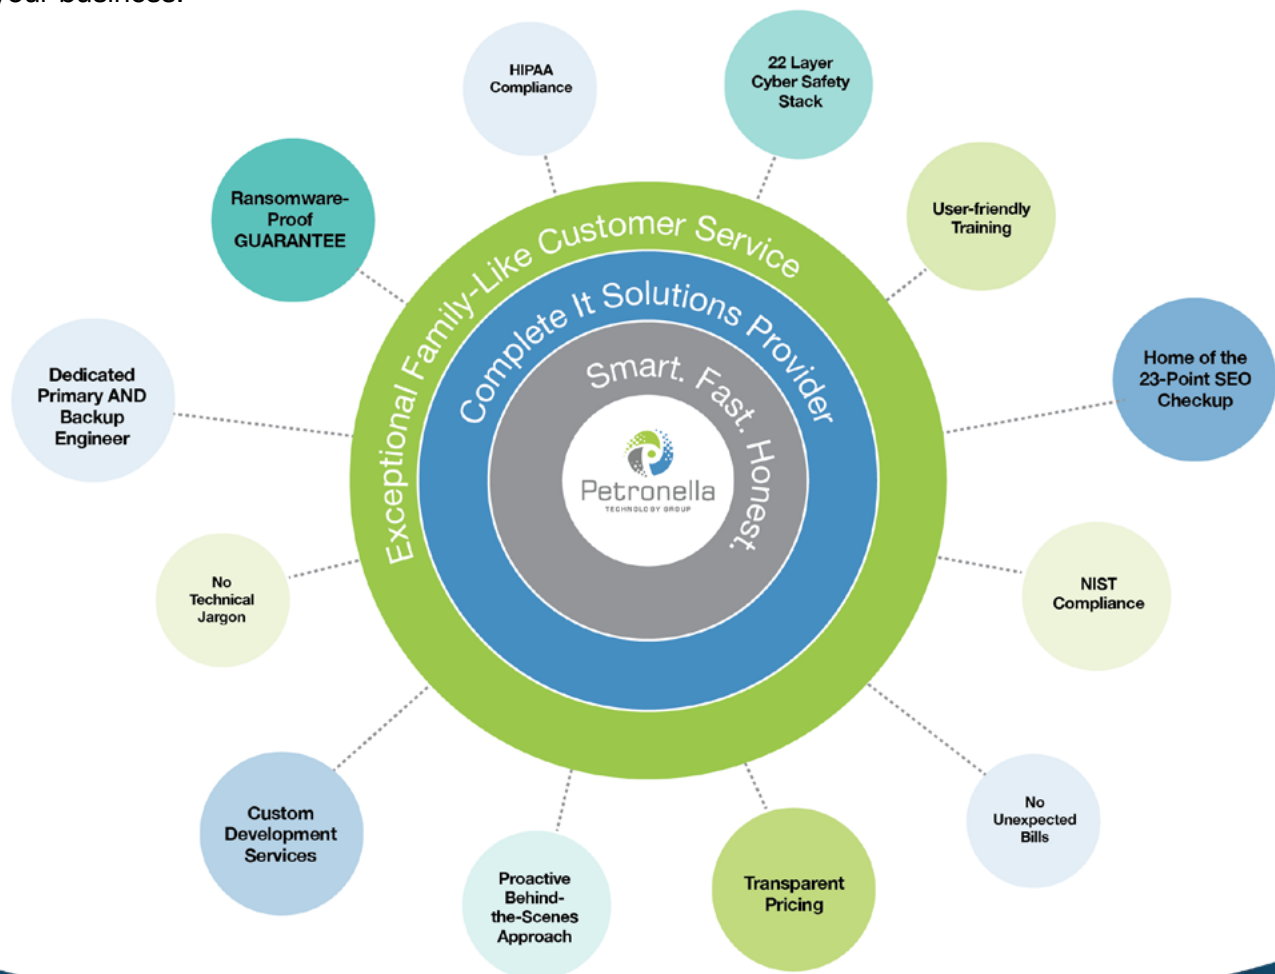 your business.
HIPAA
Compliance
22 Layer
Cyber Safety
Stack
Ransomware-
Proof
GUARANTEE
User-friendly
Training
Exceptional Family-Like Customer Service
Complete It Solutions Provider
Smart. Fast. Honest.
Petronella
TECHNOLOGY GROUP
Dedicated
Primary AND
Backup
Engineer
Home of the
23-Point SEO
Checkup
No
Technical
Jargon
NIST
Compliance
Custom
Development
Services
No
Unexpected
Bills
Proactive
Behind-
the-Scenes
Approach
Transparent
Pricing